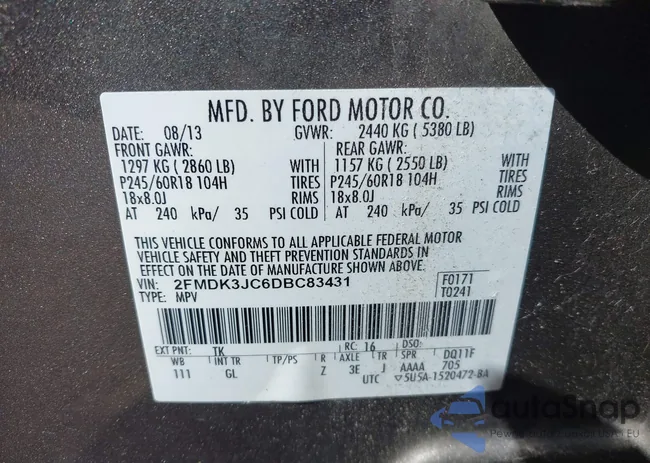 MFD. BY FORD MOTOR CO.
DATE: 08/13 GVWR: 2440 KG ( 5380 LB)
FRONT GAWR: REAR GAWR:
1297 KG ( 2860 LB) WITH 1157 KG ( 2550 LB) WITH
P245/60R18 104H TIRES P245/60R18 104H TIRES
18x8.0J RIMS 18x8.0J RIMS
AT 240 kPa/ 35 PSI COLD AT 240 kPa/ 35 PSI COLD
THIS VEHICLE CONFORMS TO ALL APPLICABLE FEDERAL MOTOR
VEHICLE SAFETY AND THEFT PREVENTION STANDARDS IN
EFFECT ON THE DATE OF MANUFACTURE SHOWN ABOVE.
VIN: 2FMDK3JC6DBC83431 F0171
TYPE: MPV T0241
EXT PNT: TK RC: 16 DSO:
WB INT TR TP/PS R AXLE TR SPR DQ11F
111 GL Z 3E J AAAA 705
UTC ▽5U5A-1520472-BA
autoSnap